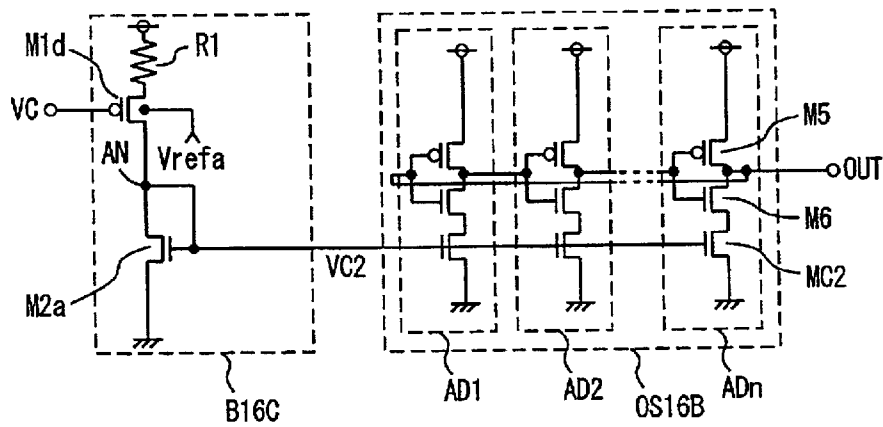 M1d
R1
VC
AN
Vrefa
M5
OUT
M6
VC2
MC2
M2a
AD1
AD2
ADn
B16C
OS16B